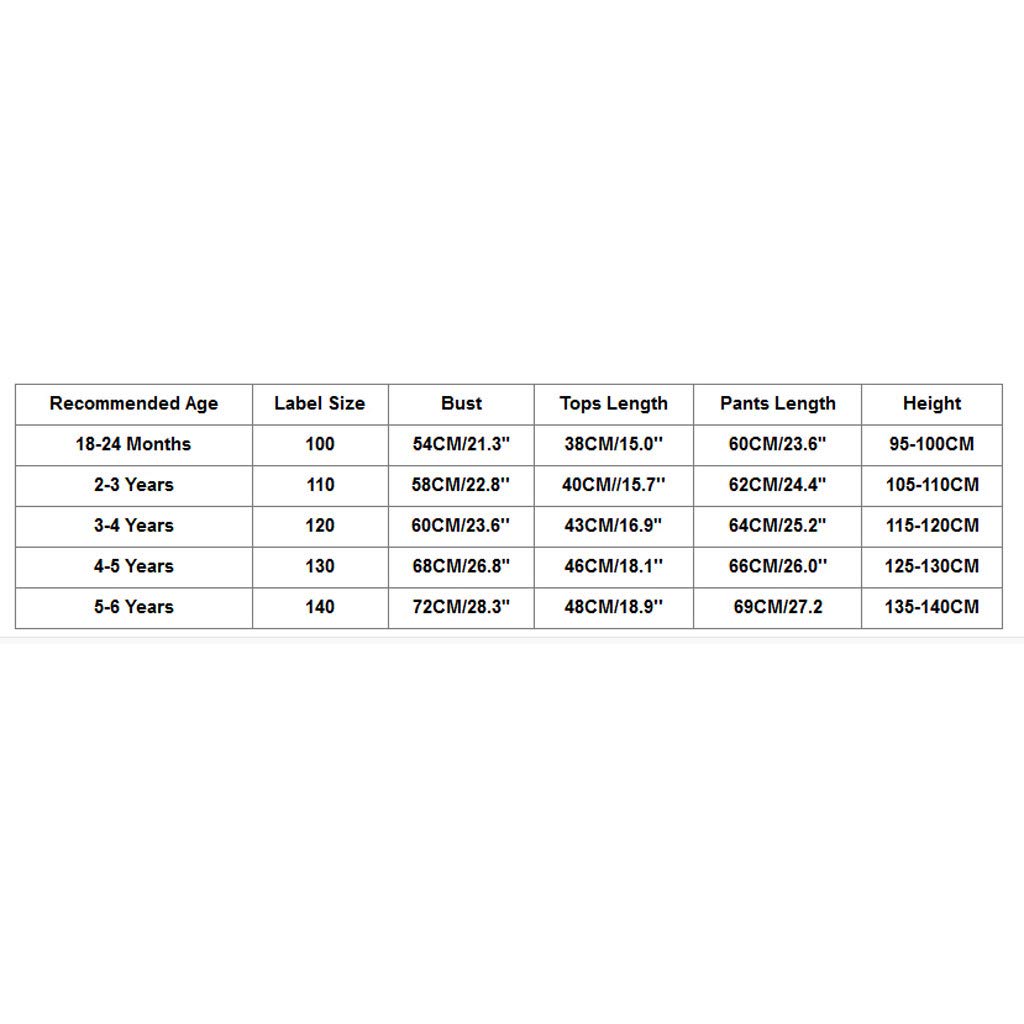 Recommended Age Label Size Bust Tops Length Pants Length Height
18-24 Months 100 54CM/21.3" 38CM/15.0'' 60CM/23.6" 95-100CM
2-3 Years 110 58CM/22.8'' 40CM//15.7'' 62CM/24.4" 105-110CM
3-4 Years 120 60CM/23.6'' 43CM/16.9" 64CM/25.2" 115-120CM
4-5 Years 130 68CM/26.8" 46CM/18.1'' 66CM/26.0'' 125-130CM
5-6 Years 140 72CM/28.3" 48CM/18.9'' 69CM/27.2 135-140CM